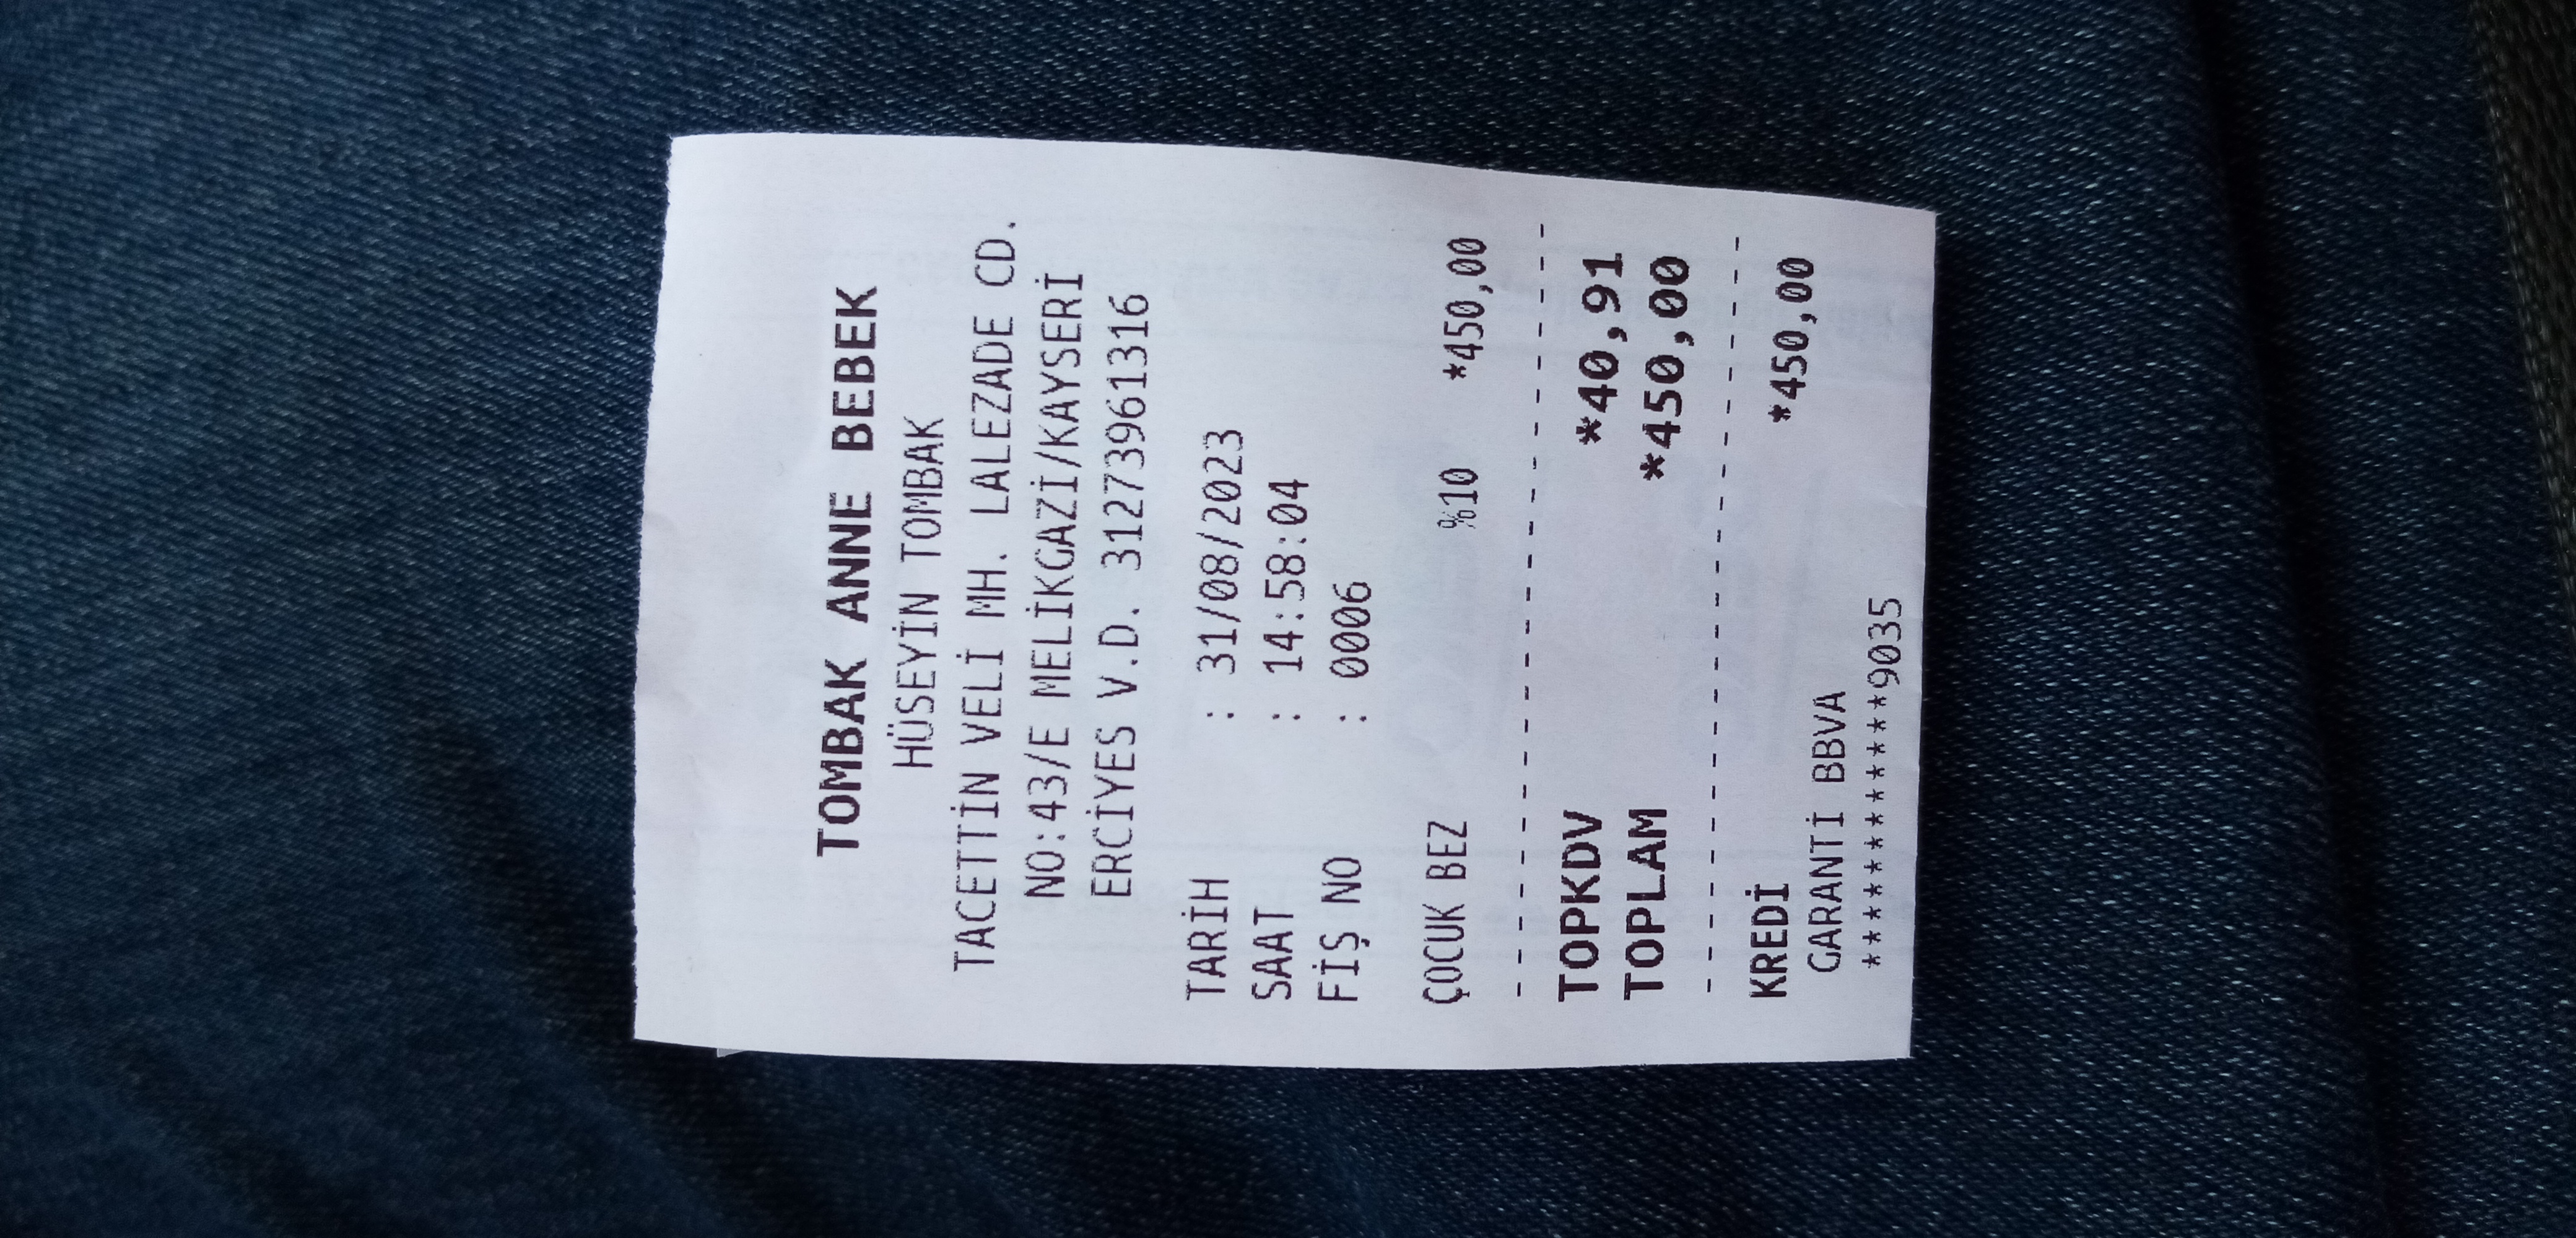 TOMBAK ANNE BEBEK
HÜSEYİN TOMBAK
TACETTİN VELİ MH. LALEZADE CD.
NO:43/E MELİKGAZİ/KAYSERİ
ERCİYES V.D. 31273961316
TARİH : 31/08/2023
SAAT : 14:58:04
FİŞ NO : 0006
ÇOCUK BEZ %10 *450,00
TOPKDV *40,91
TOPLAM *450,00
KREDİ *450,00
GARANTİ BBVA
************9035